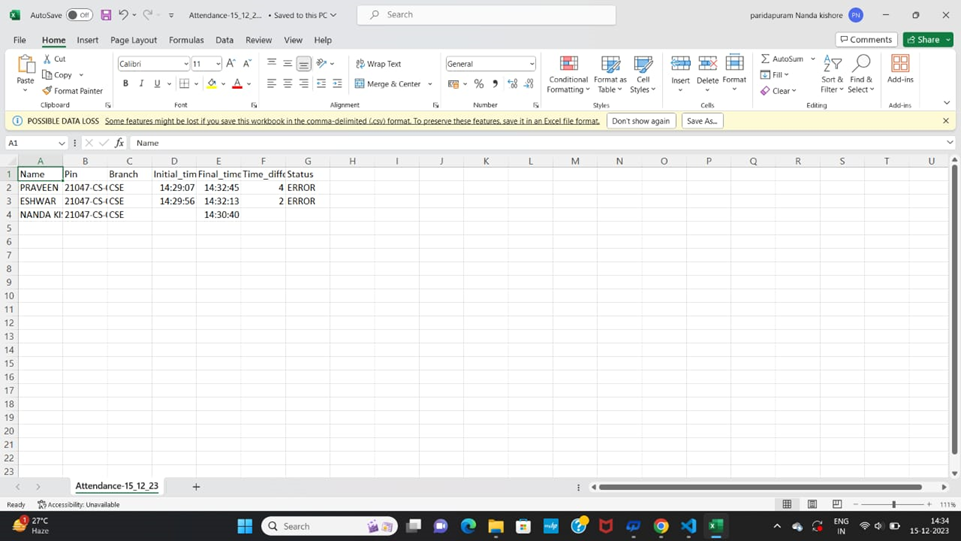 AutoSave Off Attendance-15_12_2... • Saved to this PC Search paridapuram Nanda kishore PN
File Home Insert Page Layout Formulas Data Review View Help Comments Share
Paste Cut Copy Format Painter Clipboard
Calibri 11 B I U Font
Wrap Text Merge & Center Alignment
General % Number
Conditional Formatting Format as Table Cell Styles Styles
Insert Delete Format Cells
AutoSum Fill Clear Sort & Filter Find & Select Editing
Add-ins Add-ins
POSSIBLE DATA LOSS Some features might be lost if you save this workbook in the comma-delimited (.csv) format. To preserve these features, save it in an Excel file format. Don't show again Save As...
A1 fx Name
A B C D E F G H I J K L M N O P Q R S T U
1 Name Pin Branch Initial_tim Final_time Time_diffe Status
2 PRAVEEN 21047-CS-( CSE 14:29:07 14:32:45 4 ERROR
3 ESHWAR 21047-CS-( CSE 14:29:56 14:32:13 2 ERROR
4 NANDA KIS 21047-CS-( CSE 14:30:40
5
6
7
8
9
10
11
12
13
14
15
16
17
18
19
20
21
22
23
Attendance-15_12_23 +
Ready Accessibility: Unavailable 111%
27°C Haze Search ENG IN 14:34 15-12-2023